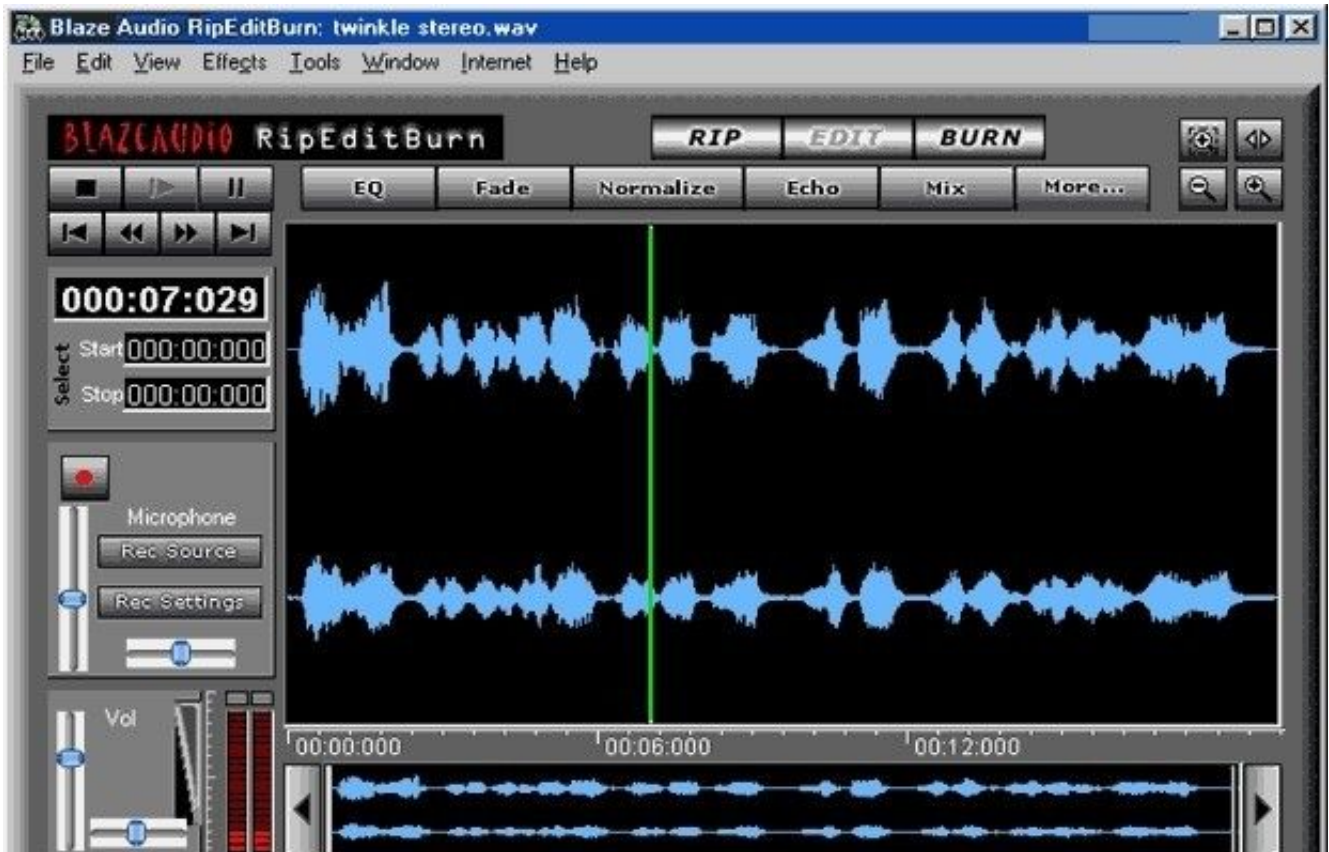 Blaze Audio RipEditBurn: twinkle stereo.wav
File Edit View Effects Tools Window Internet Help
BLAZEAUDIO RipEditBurn
RIP EDIT BURN
EQ Fade Normalize Echo Mix More...
000:07:029
Select
Start 000:00:000
Stop 000:00:000
Microphone
Rec Source
Rec Settings
Vol
00:00:000 00:06:000 00:12:000